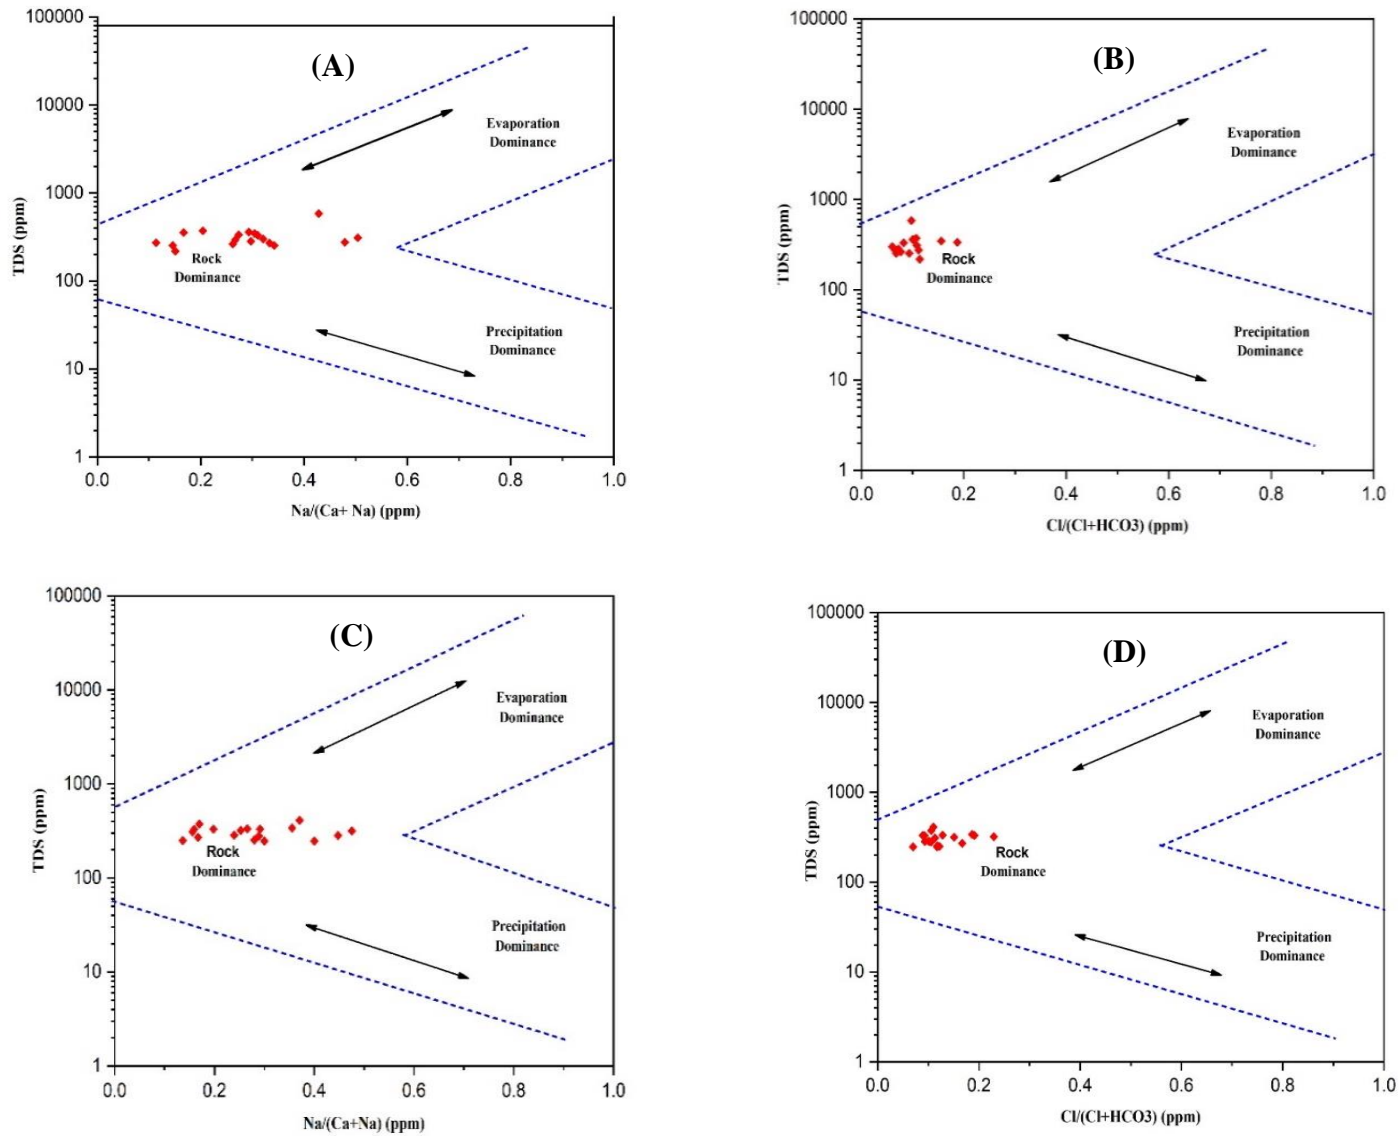 (A)
100000
10000
1000
100
10
1
TDS (ppm)
Evaporation
Dominance
Rock
Dominance
Precipitation
Dominance
0.0 0.2 0.4 0.6 0.8 1.0
Na/(Ca+ Na) (ppm)
(B)
100000
10000
1000
100
10
1
TDS (ppm)
Evaporation
Dominance
Rock
Dominance
Precipitation
Dominance
0.0 0.2 0.4 0.6 0.8 1.0
Cl/(Cl+HCO3) (ppm)
(C)
100000
10000
1000
100
10
1
TDS (ppm)
Evaporation
Dominance
Rock
Dominance
Precipitation
Dominance
0.0 0.2 0.4 0.6 0.8 1.0
Na/(Ca+Na) (ppm)
(D)
100000
10000
1000
100
10
1
TDS (ppm)
Evaporation
Dominance
Rock
Dominance
Precipitation
Dominance
0.0 0.2 0.4 0.6 0.8 1.0
Cl/(Cl+HCO3) (ppm)